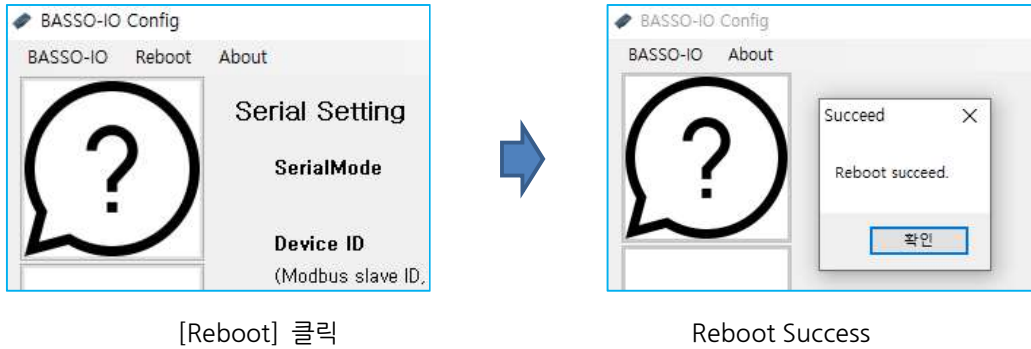 BASSO-IO Config
BASSO-IO Reboot About
?
Serial Setting
SerialMode
Device ID
(Modbus slave ID,
[Reboot] 클릭
BASSO-IO Config
BASSO-IO About
?
Succeed
Reboot succeed.
확인
Reboot Success